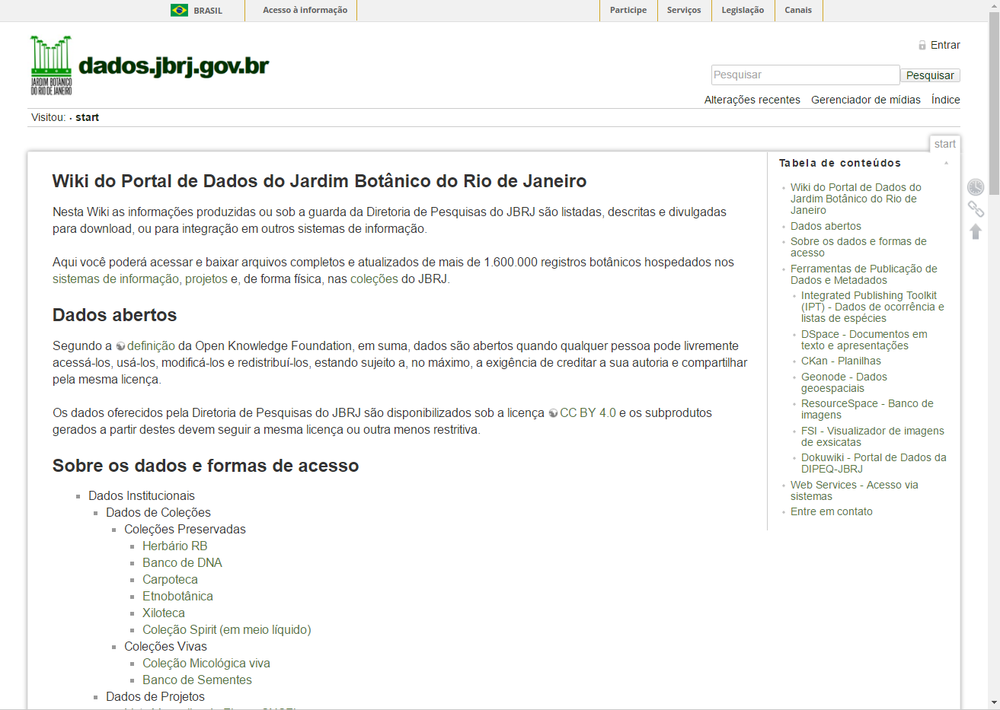 BRASIL
Acesso à informação
Participe
Serviços
Legislação
Canais
JARDIM BOTÂNICO
DO RIO DE JANEIRO
dados.jbrj.gov.br
Entrar
Pesquisar
Pesquisar
Alterações recentes
Gerenciador de mídias
Índice
Visitou: • start
start
Wiki do Portal de Dados do Jardim Botânico do Rio de Janeiro
Nesta Wiki as informações produzidas ou sob a guarda da Diretoria de Pesquisas do JBRJ são listadas, descritas e divulgadas
para download, ou para integração em outros sistemas de informação.
Aqui você poderá acessar e baixar arquivos completos e atualizados de mais de 1.600.000 registros botânicos hospedados nos
sistemas de informação, projetos e, de forma física, nas coleções do JBRJ.
Dados abertos
Segundo a definição da Open Knowledge Foundation, em suma, dados são abertos quando qualquer pessoa pode livremente
acessá-los, usá-los, modificá-los e redistribuí-los, estando sujeito a, no máximo, a exigência de creditar a sua autoria e compartilhar
pela mesma licença.
Os dados oferecidos pela Diretoria de Pesquisas do JBRJ são disponibilizados sob a licença CC BY 4.0 e os subprodutos
gerados a partir destes devem seguir a mesma licença ou outra menos restritiva.
Sobre os dados e formas de acesso
Dados Institucionais
Dados de Coleções
Coleções Preservadas
Herbário RB
Banco de DNA
Carpoteca
Etnobotânica
Xiloteca
Coleção Spirit (em meio líquido)
Coleções Vivas
Coleção Micológica viva
Banco de Sementes
Dados de Projetos
Tabela de conteúdos
Wiki do Portal de Dados do
Jardim Botânico do Rio de
Janeiro
Dados abertos
Sobre os dados e formas de
acesso
Ferramentas de Publicação de
Dados e Metadados
Integrated Publishing Toolkit
(IPT) - Dados de ocorrência e
listas de espécies
DSpace - Documentos em
texto e apresentações
CKan - Planilhas
Geonode - Dados
geoespaciais
ResourceSpace - Banco de
imagens
FSI - Visualizador de imagens
de exsicatas
Dokuwiki - Portal de Dados da
DIPEQ-JBRJ
Web Services - Acesso via
sistemas
Entre em contato